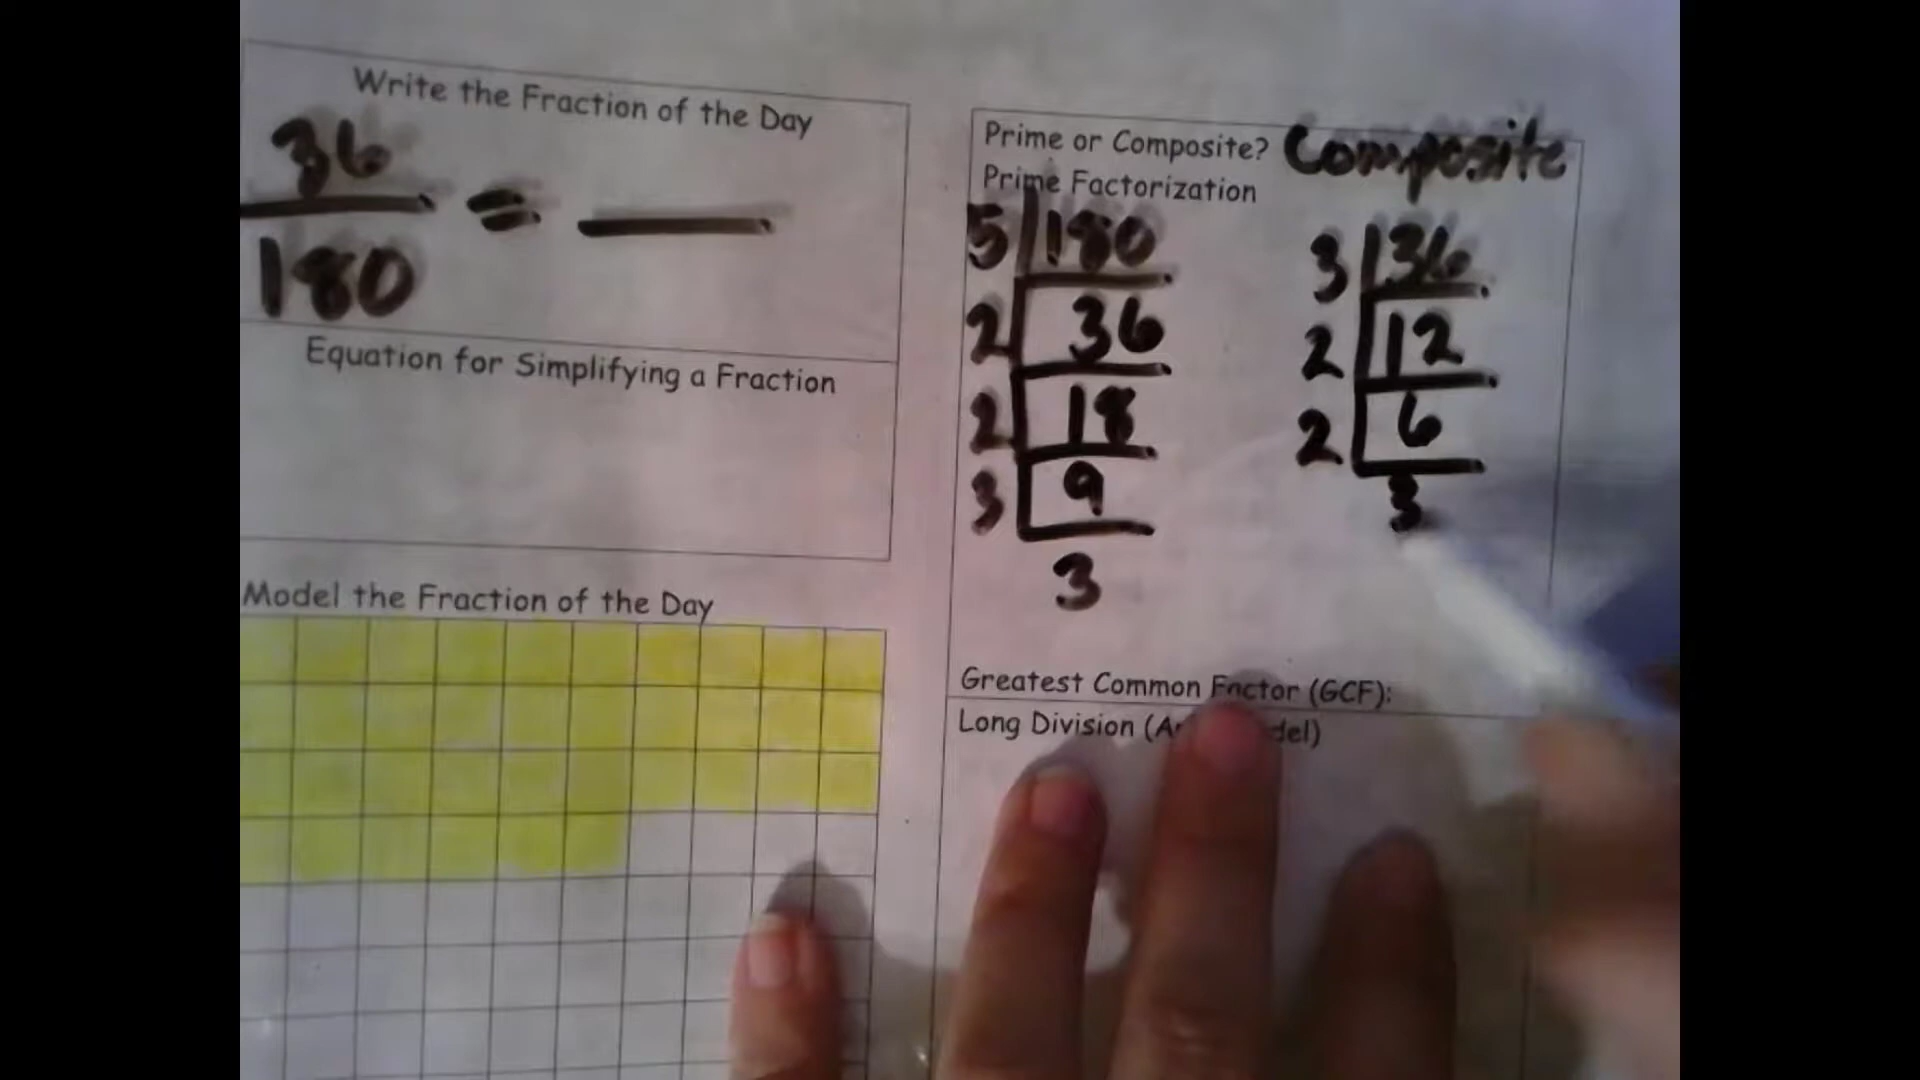 Write the Fraction of the Day
36
180
=
Equation for Simplifying a Fraction
Model the Fraction of the Day
Prime or Composite? Composite
Prime Factorization
5 180
2 36
2 18
3 9
3
3 36
2 12
2 6
3
Greatest Common Factor (GCF):
Long Division